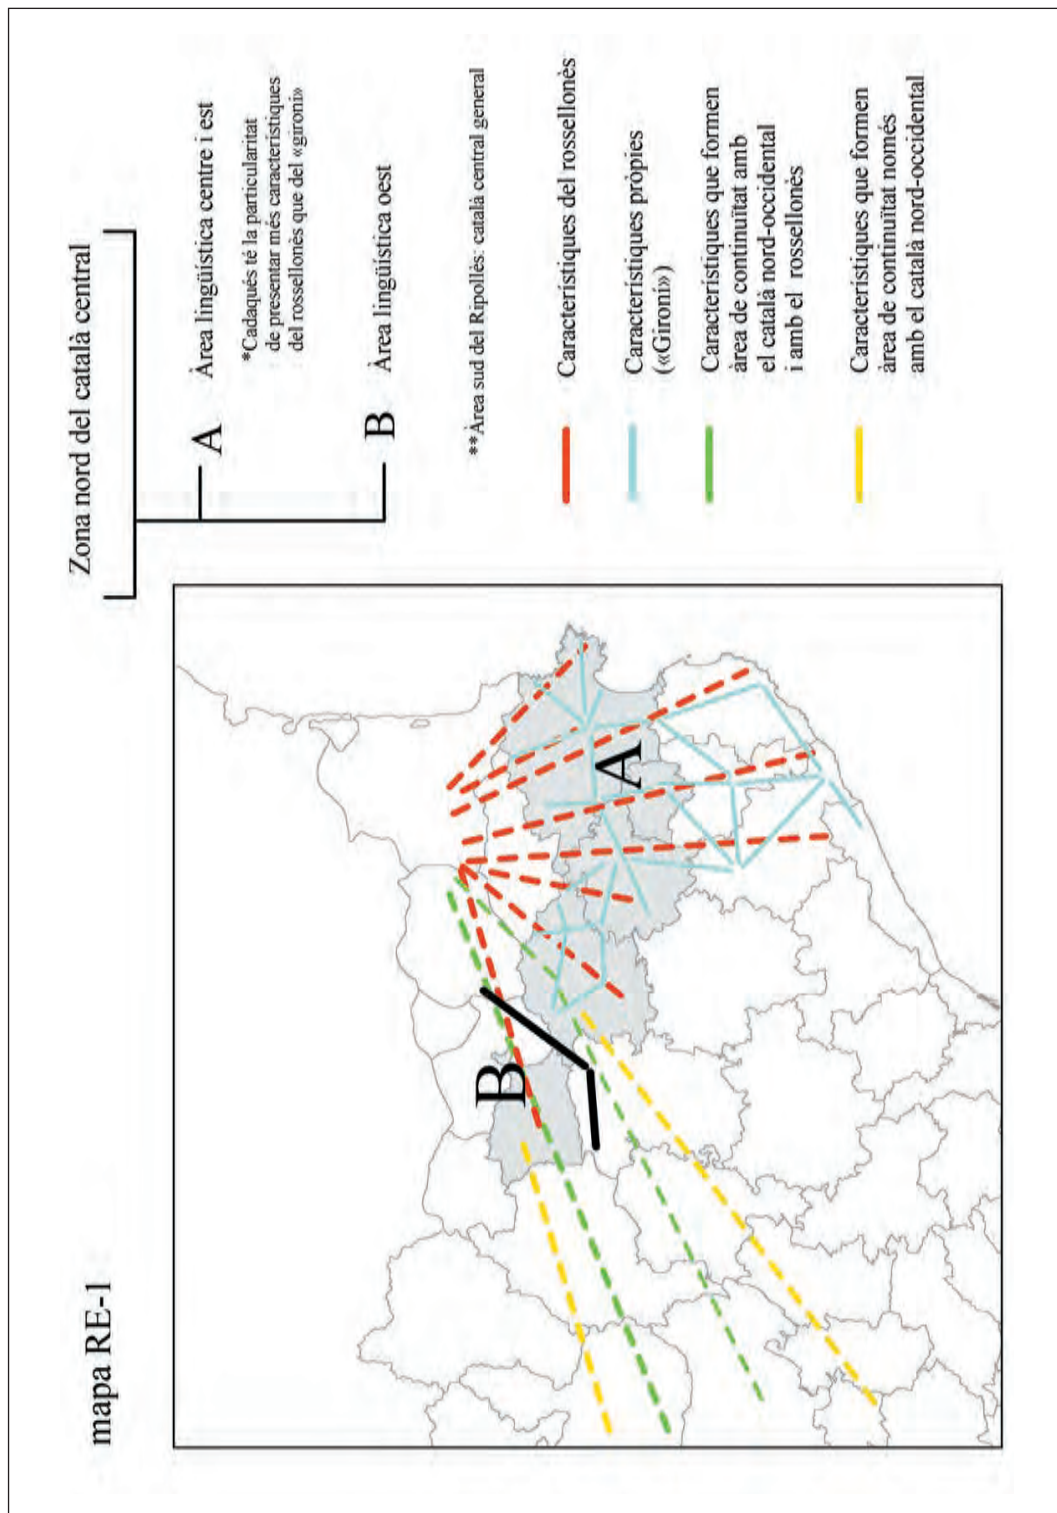 mapa RE-1
Zona nord del català central
A Àrea lingüística centre i est
*Cadaqués té la particularitat
de presentar més característiques
del rossellonès que del «gironí»
B Àrea lingüística oest
**Àrea sud del Ripollès: català central general
Característiques del rossellonès
Característiques pròpies
(«Gironí»)
Característiques que formen
àrea de continuïtat amb
el català nord-occidental
i amb el rossellonès
Característiques que formen
àrea de continuïtat només
amb el català nord-occidental
B
A